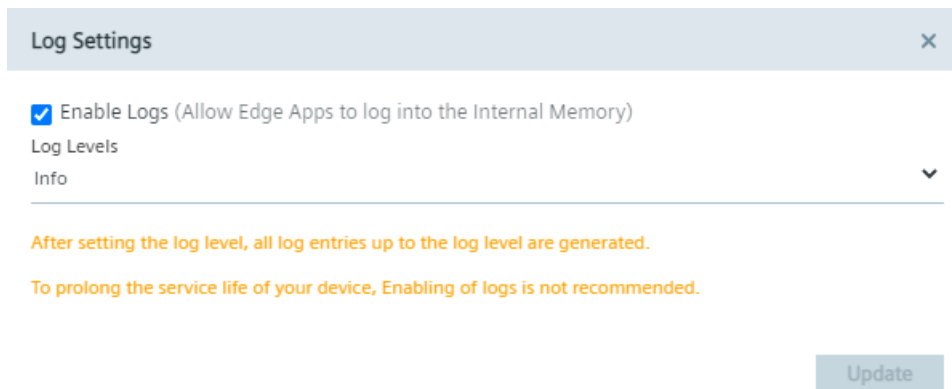 Log Settings
Enable Logs (Allow Edge Apps to log into the Internal Memory)
Log Levels
Info
After setting the log level, all log entries up to the log level are generated.
To prolong the service life of your device, Enabling of logs is not recommended.
Update